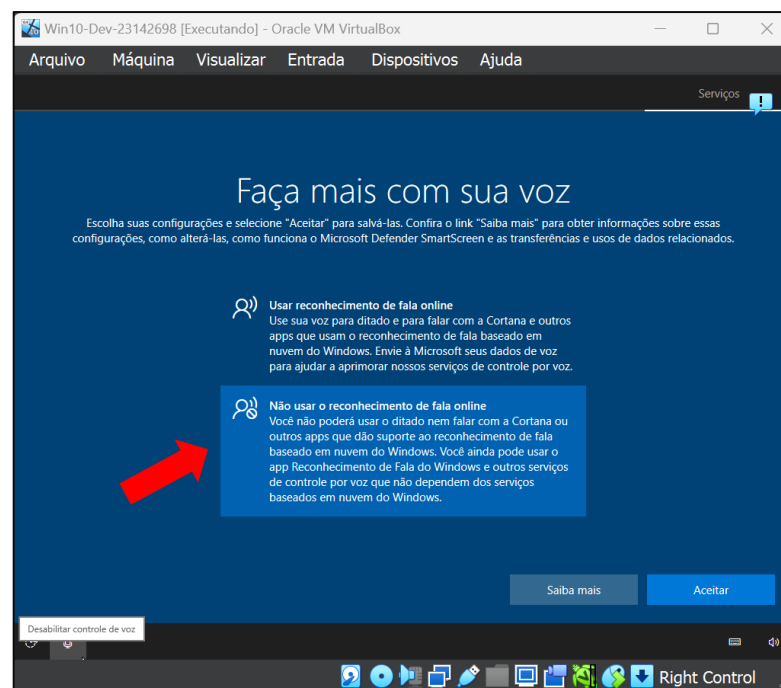 Win10-Dev-23142698 [Executando] - Oracle VM VirtualBox
Arquivo Máquina Visualizar Entrada Dispositivos Ajuda
Serviços
Faça mais com sua voz
Escolha suas configurações e selecione "Aceitar" para salvá-las. Confira o link "Saiba mais" para obter informações sobre essas
configurações, como alterá-las, como funciona o Microsoft Defender SmartScreen e as transferências e usos de dados relacionados.
Usar reconhecimento de fala online
Use sua voz para ditado e para falar com a Cortana e outros
apps que usam o reconhecimento de fala baseado em
nuvem do Windows. Envie à Microsoft seus dados de voz
para ajudar a aprimorar nossos serviços de controle por voz.
Não usar o reconhecimento de fala online
Você não poderá usar o ditado nem falar com a Cortana ou
outros apps que dão suporte ao reconhecimento de fala
baseado em nuvem do Windows. Você ainda pode usar o
app Reconhecimento de Fala do Windows e outros serviços
de controle por voz que não dependem dos serviços
baseados em nuvem do Windows.
Saiba mais Aceitar
Desabilitar controle de voz
Right Control